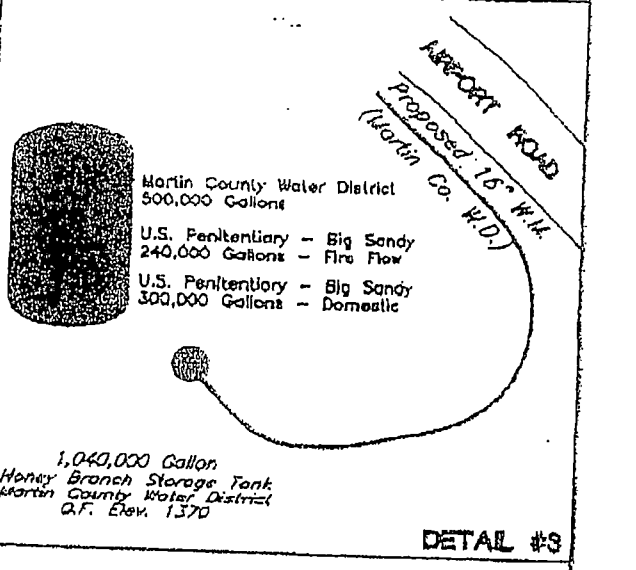 AIRPORT ROAD
Proposed 16" W.M.
(Martin Co. W.D.)
Martin County Water District
500,000 Gallons
U.S. Penitentiary - Big Sandy
240,000 Gallons - Fire Flow
U.S. Penitentiary - Big Sandy
300,000 Gallons - Domestic
1,040,000 Gallon
Honey Branch Storage Tank
Martin County Water District
O.F. Elev. 1370
DETAIL #3